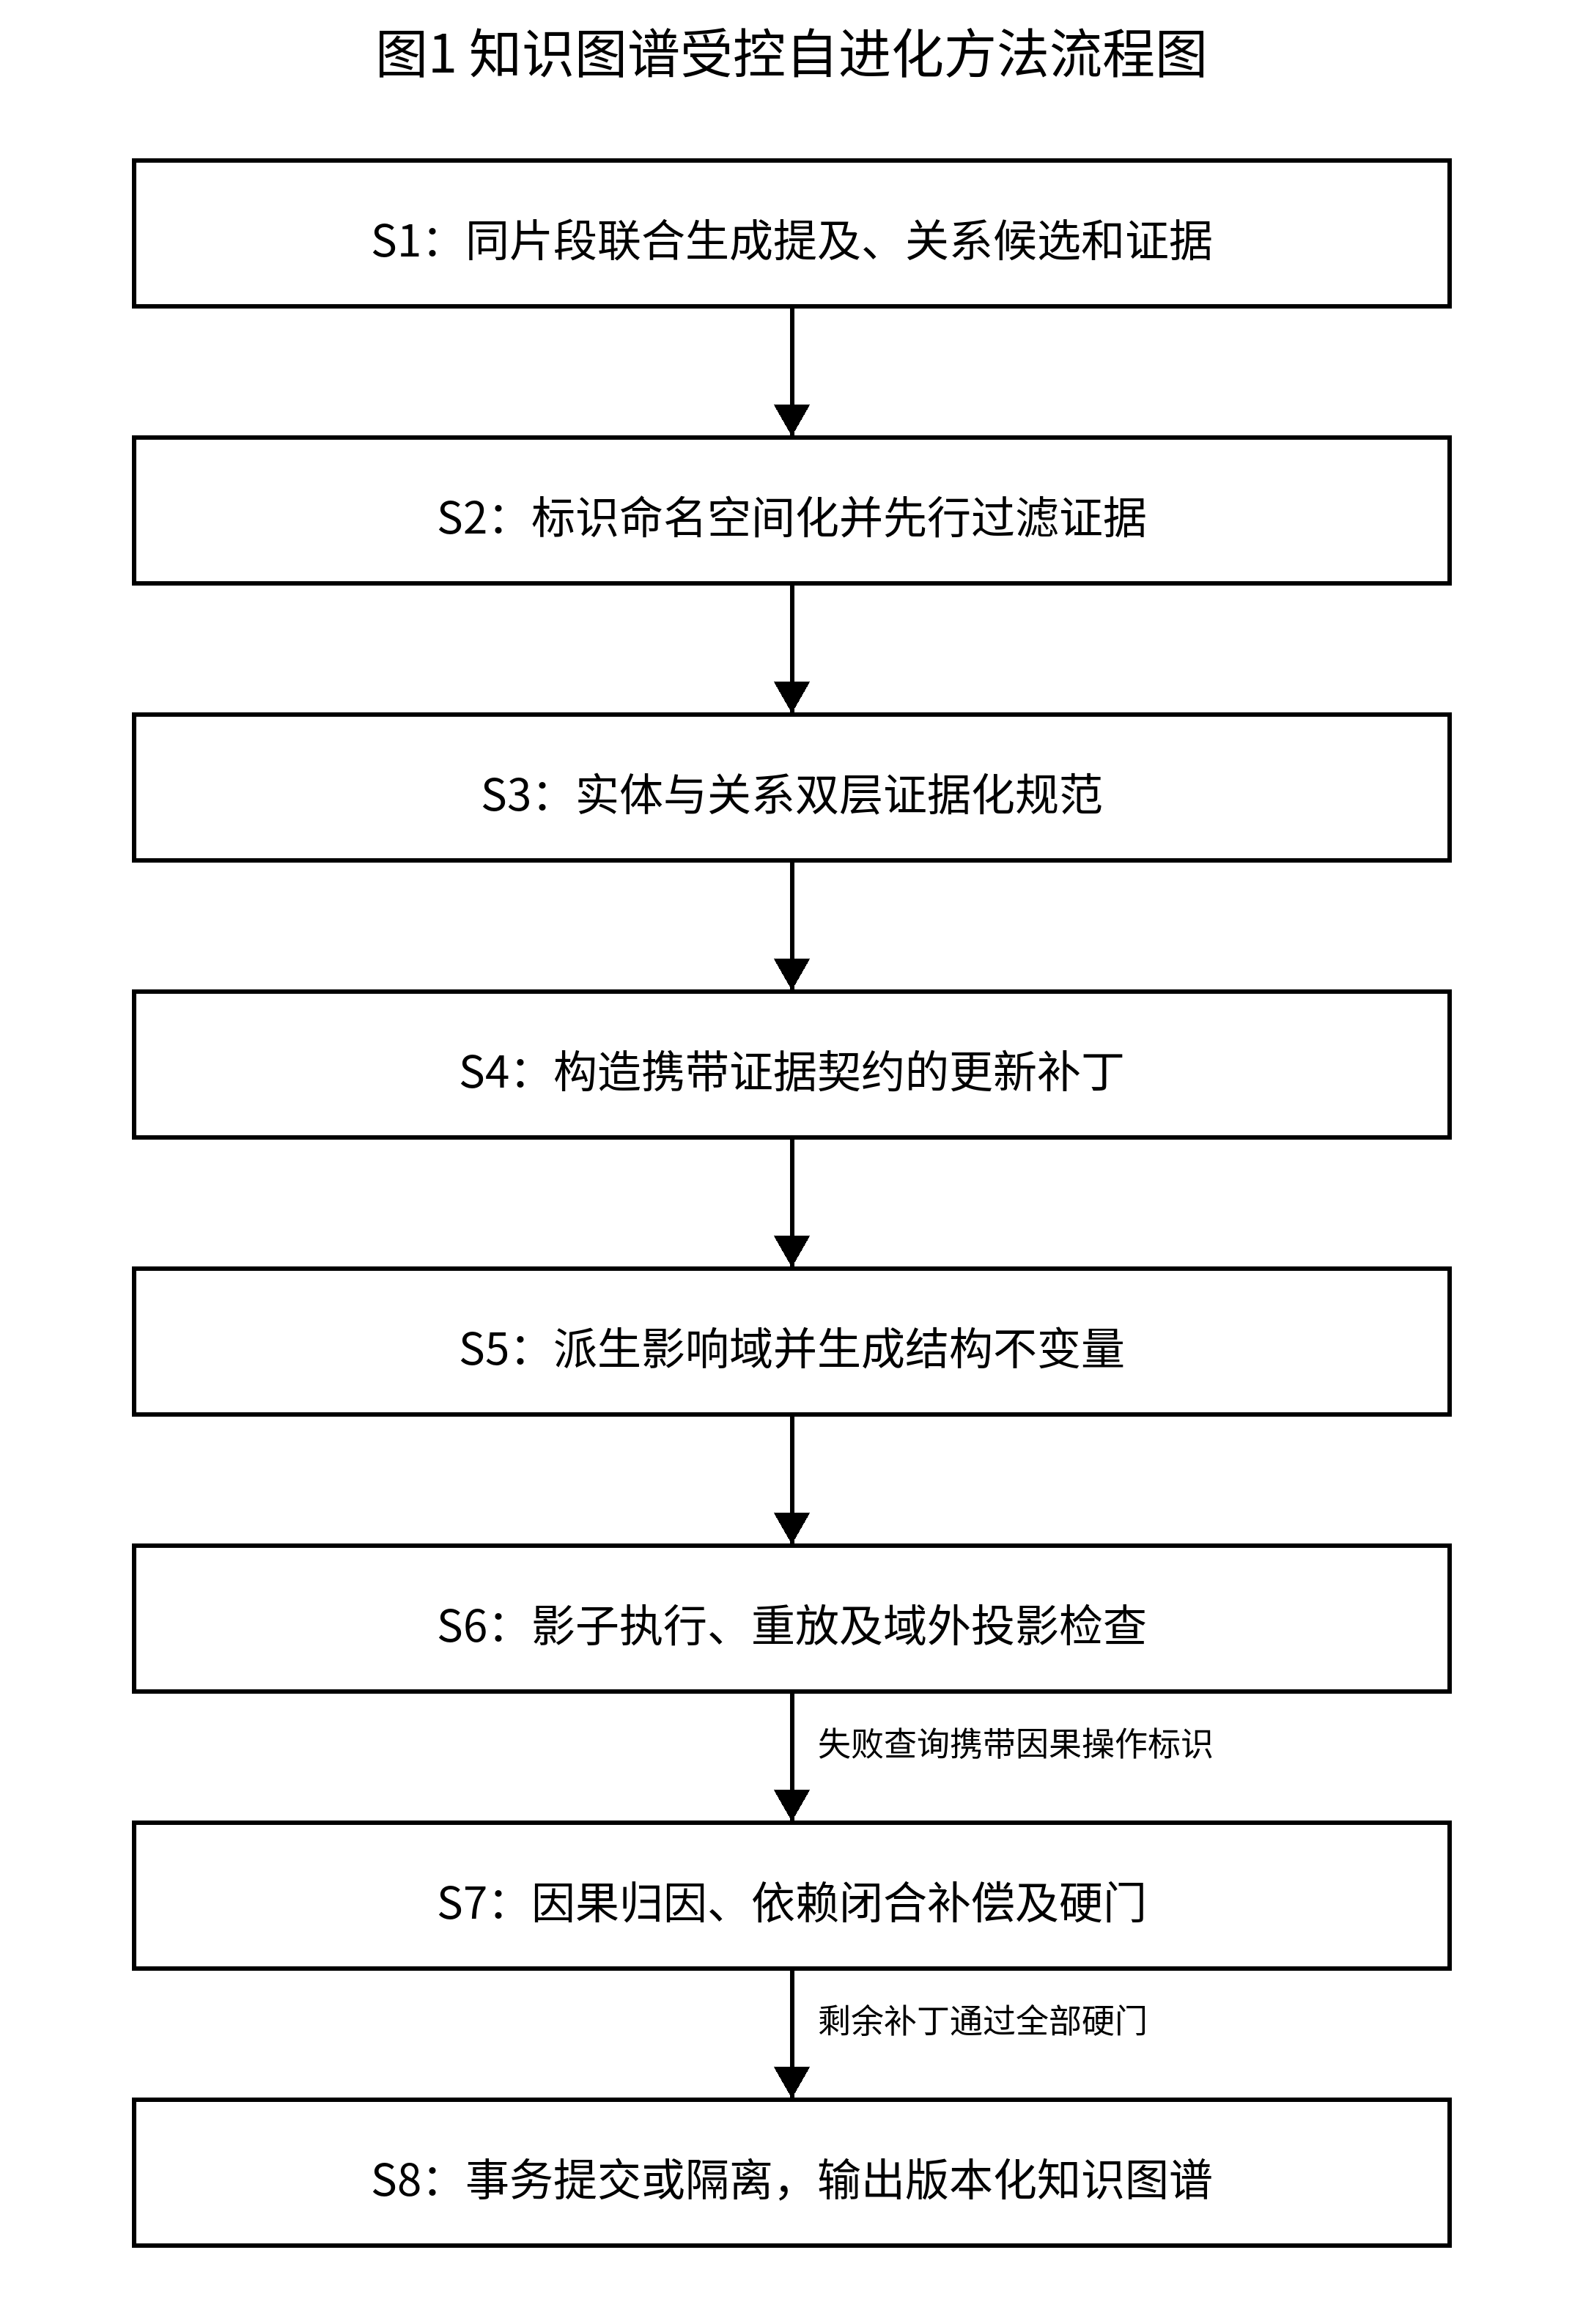 图1 知识图谱受控自进化方法流程图
S1：同片段联合生成提及、关系候选和证据
S2：标识命名空间化并先行过滤证据
S3：实体与关系双层证据化规范
S4：构造携带证据契约的更新补丁
S5：派生影响域并生成结构不变量
S6：影子执行、重放及域外投影检查
失败查询携带因果操作标识
S7：因果归因、依赖闭合补偿及硬门
剩余补丁通过全部硬门
S8：事务提交或隔离，输出版本化知识图谱